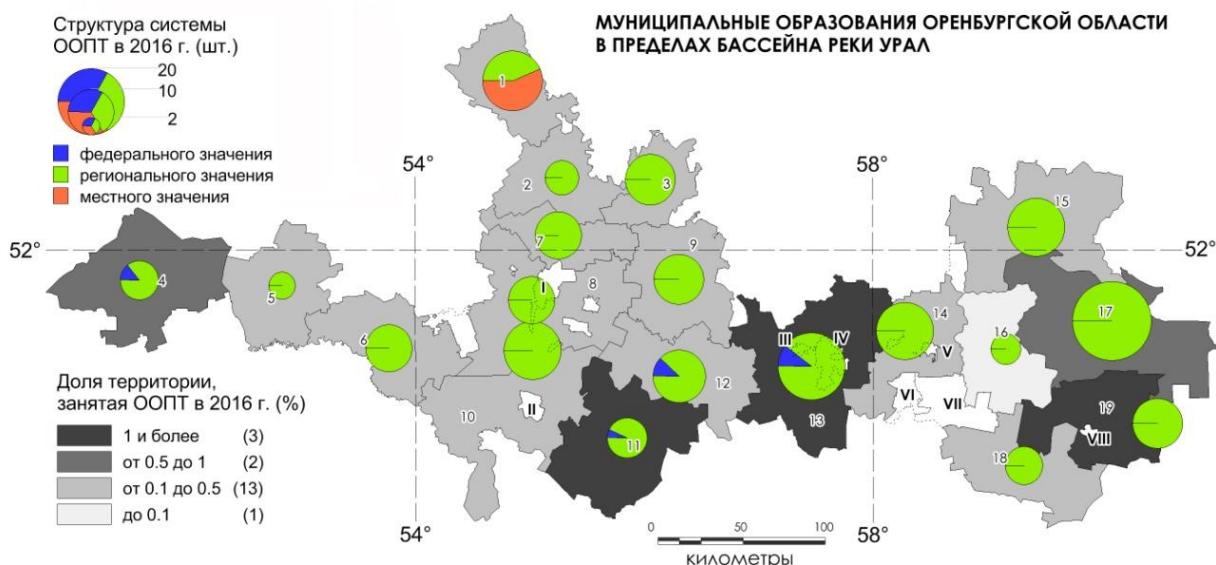 Структура системы
ООПТ в 2016 г. (шт.)
20
10
2
федерального значения
регионального значения
местного значения
МУНИЦИПАЛЬНЫЕ ОБРАЗОВАНИЯ ОРЕНБУРГСКОЙ ОБЛАСТИ
В ПРЕДЕЛАХ БАССЕЙНА РЕКИ УРАЛ
1
54° 58°
2
3
15
52° 52°
7
9
4
5
I
8
14
17
6
III
IV
V
16
12
VI
VII
10
II
13
19
11
VIII
18
Доля территории,
занятая ООПТ в 2016 г. (%)
1 и более (3)
от 0.5 до 1 (2)
от 0.1 до 0.5 (13)
до 0.1 (1)
54° 58°
0 50 100
километры